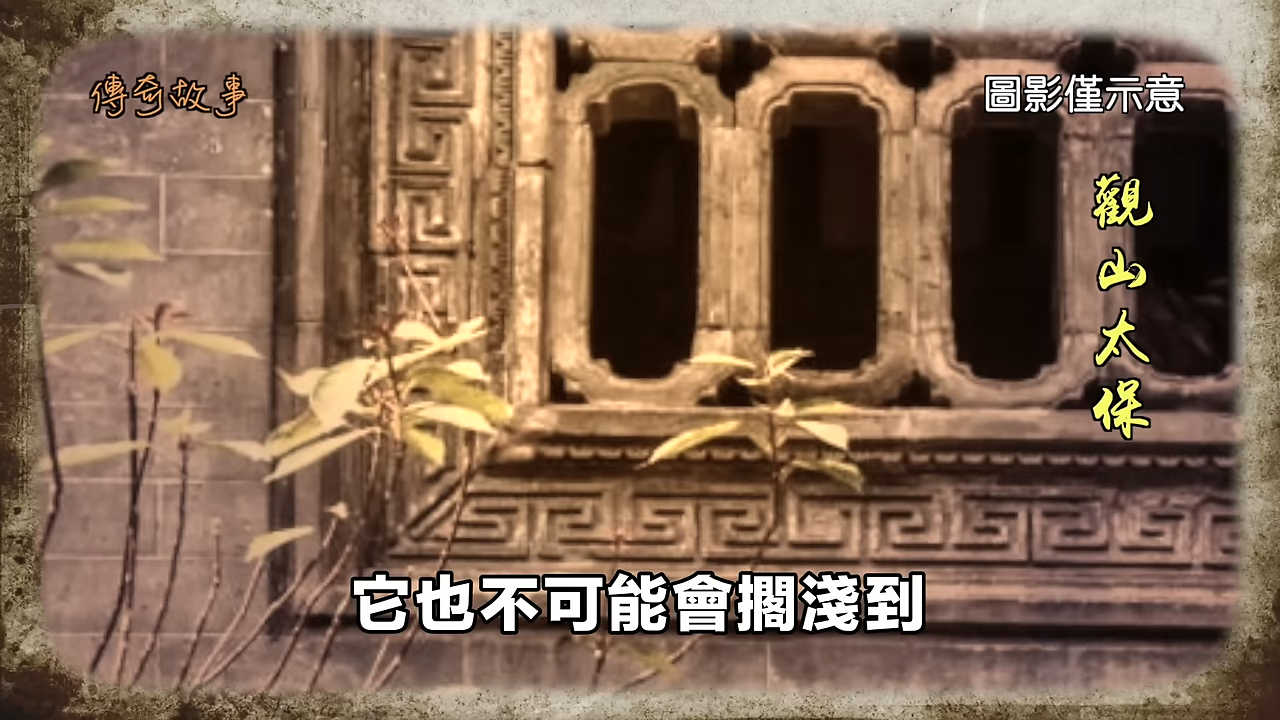 傳奇故事
圖影僅示意
觀山太保
它也不可能會擱淺到